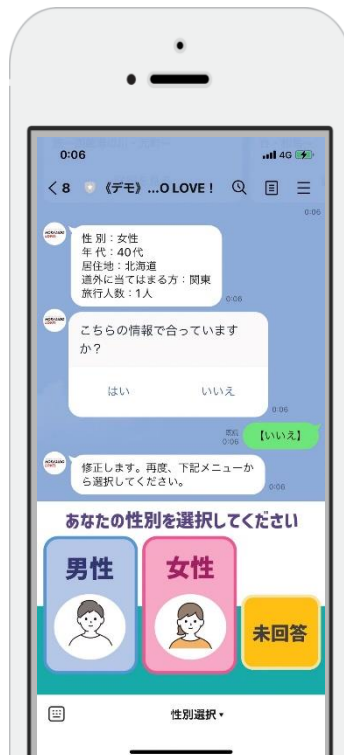 0:06
4G
8
《デモ》...O LOVE！
0:06
性 別：女性
年 代：40代
居住地：北海道
道外に当てはまる方：関東
旅行人数：1人
0:06
こちらの情報で合っています
か？
はい
いいえ
0:06
既読
0:06
【いいえ】
修正します。再度、下記メニューか
ら選択してください。
0:06
あなたの性別を選択してください
男性
女性
未回答
性別選択